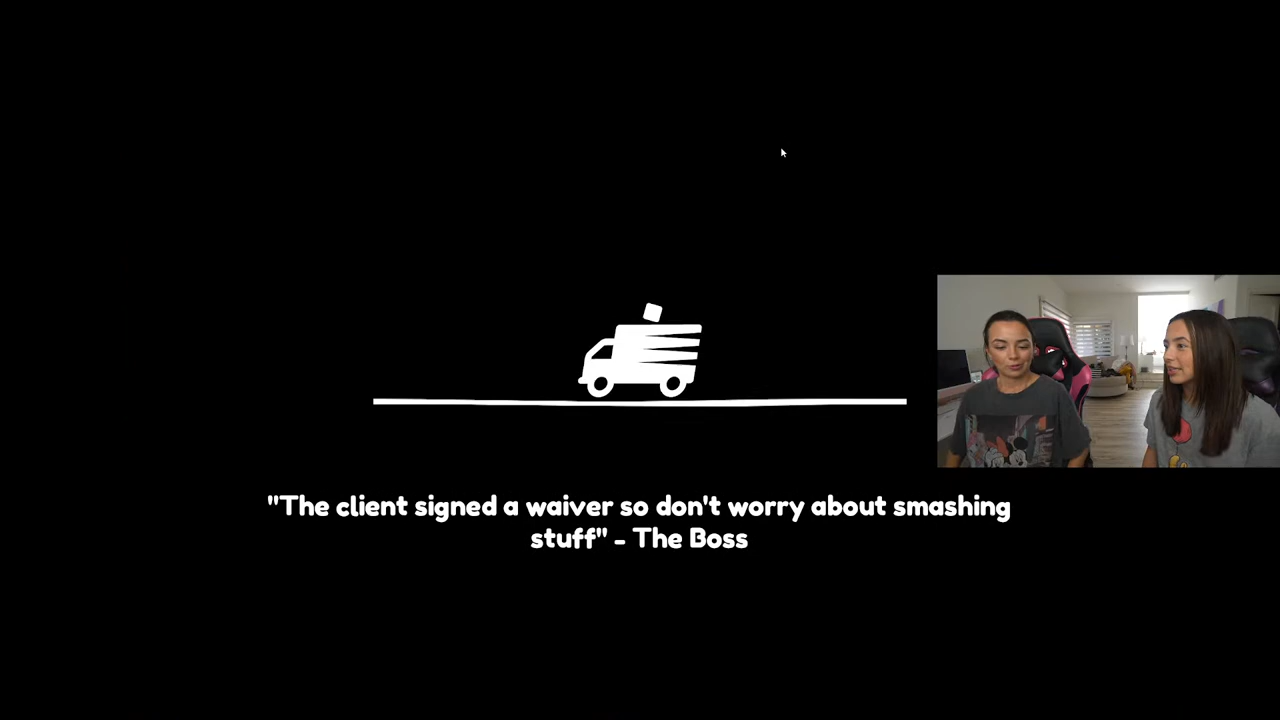 "The client signed a waiver so don't worry about smashing
stuff" - The Boss